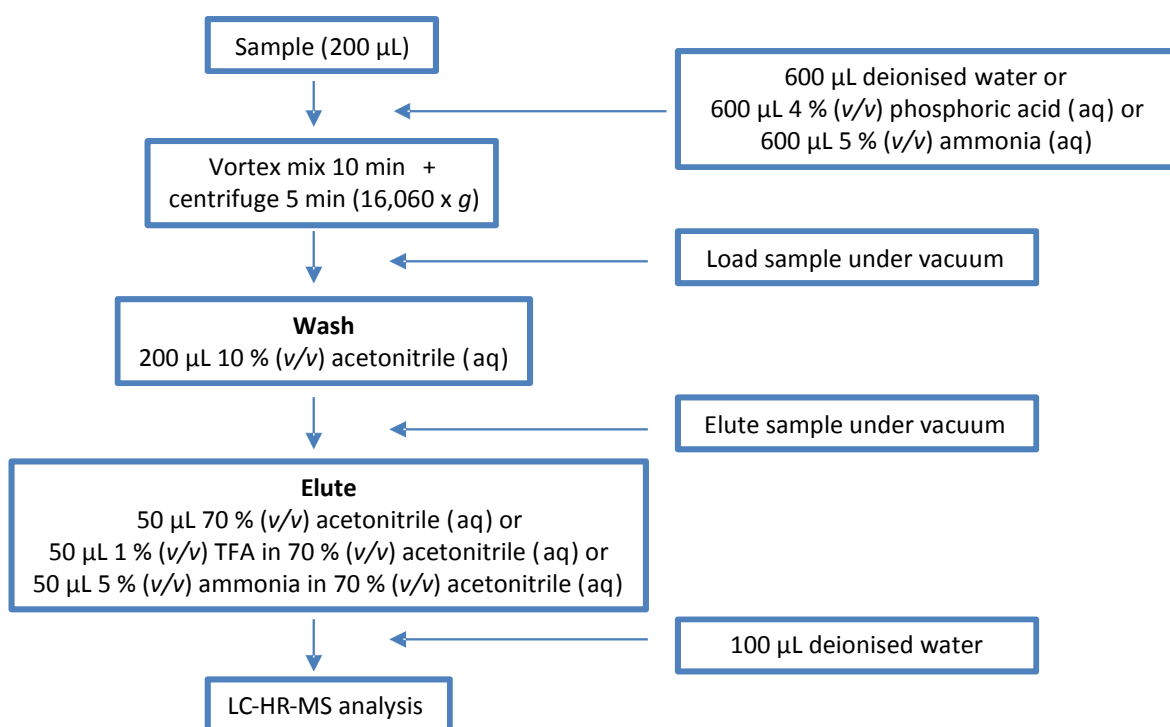 Sample (200 µL)
600 µL deionised water or
600 µL 4 % (v/v) phosphoric acid (aq) or
600 µL 5 % (v/v) ammonia (aq)
Vortex mix 10 min +
centrifuge 5 min (16,060 x g)
Load sample under vacuum
Wash
200 µL 10 % (v/v) acetonitrile (aq)
Elute sample under vacuum
Elute
50 µL 70 % (v/v) acetonitrile (aq) or
50 µL 1 % (v/v) TFA in 70 % (v/v) acetonitrile (aq) or
50 µL 5 % (v/v) ammonia in 70 % (v/v) acetonitrile (aq)
100 µL deionised water
LC-HR-MS analysis